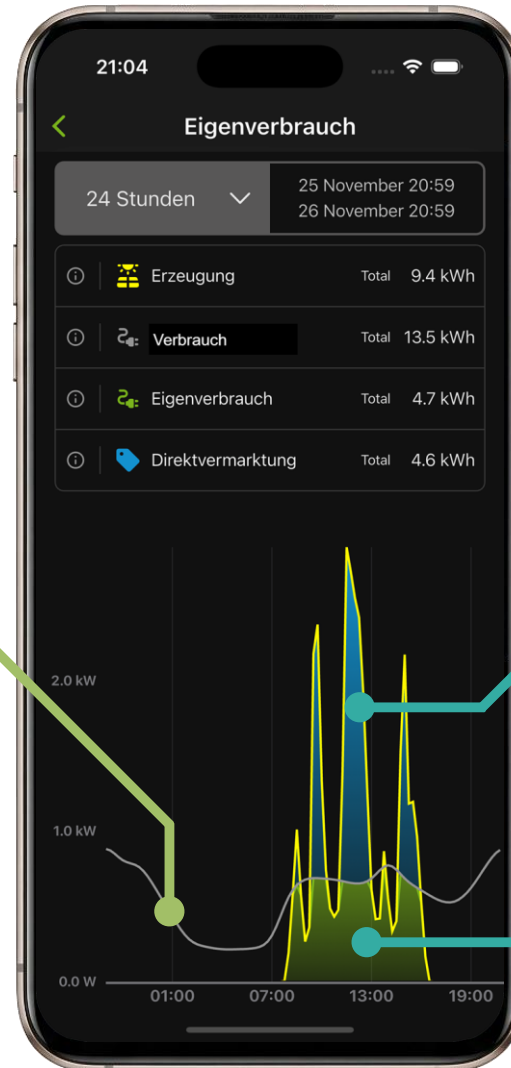 21:04
Eigenverbrauch
24 Stunden
25 November 20:59
26 November 20:59
Erzeugung Total 9.4 kWh
Verbrauch Total 13.5 kWh
Eigenverbrauch Total 4.7 kWh
Direktvermarktung Total 4.6 kWh
2.0 kW
1.0 kW
0.0 W
01:00 07:00 13:00 19:00